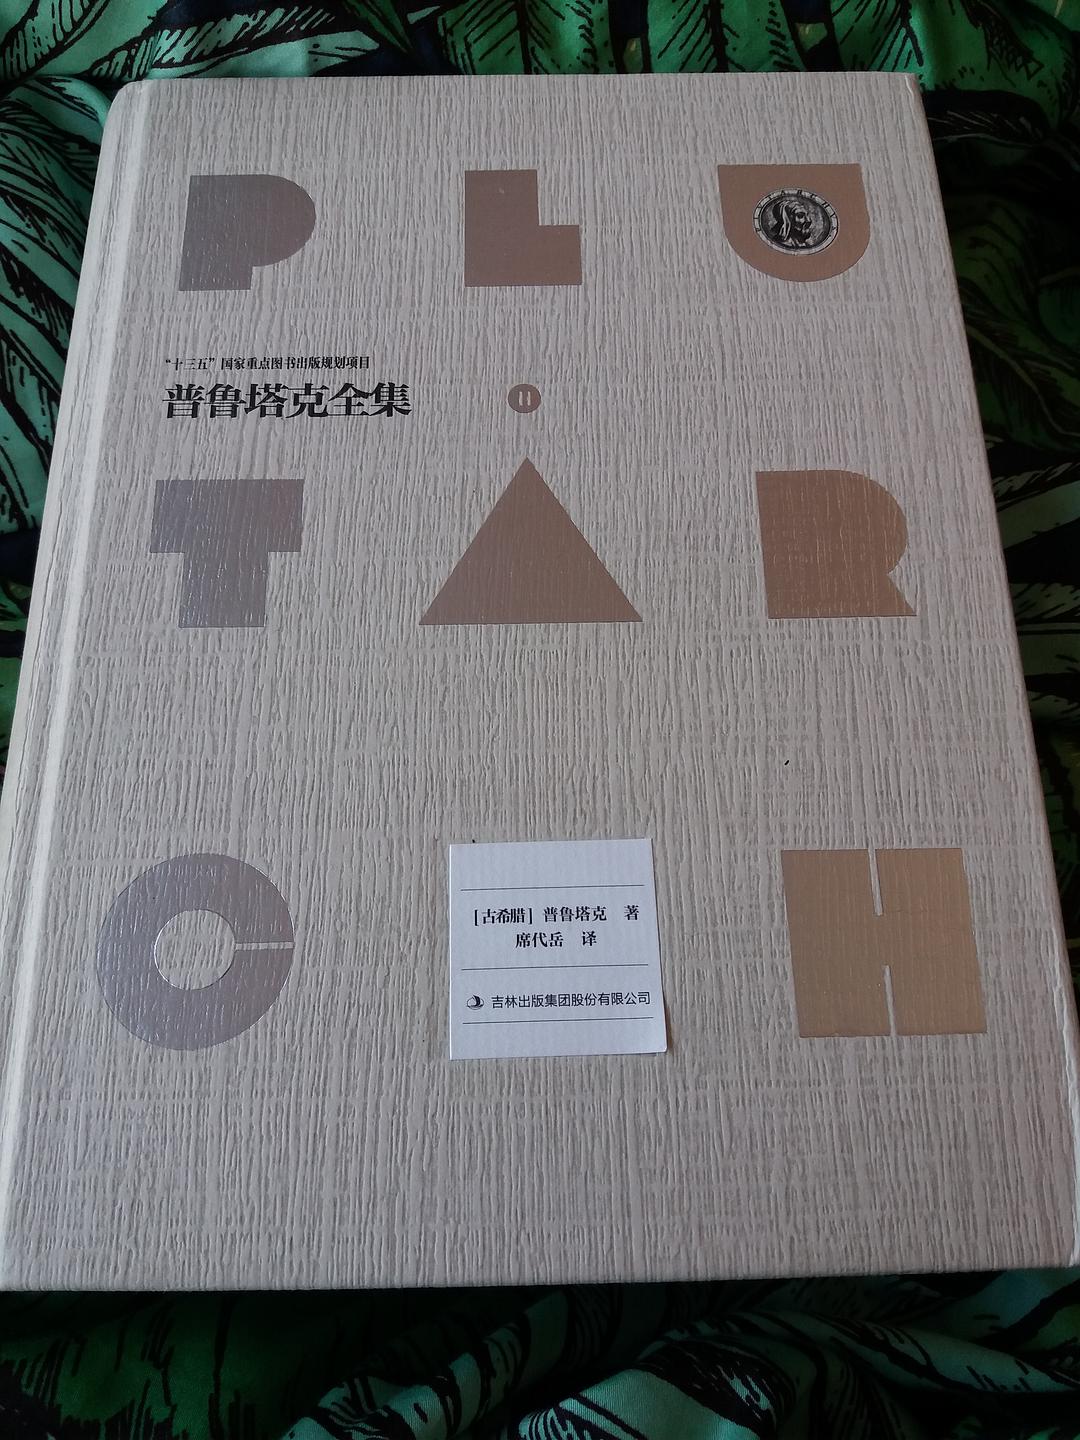 PLU
“十三五”国家重点图书出版规划项目
普鲁塔克全集
II
TAR
CH
[古希腊] 普鲁塔克 著
席代岳 译
吉林出版集团股份有限公司